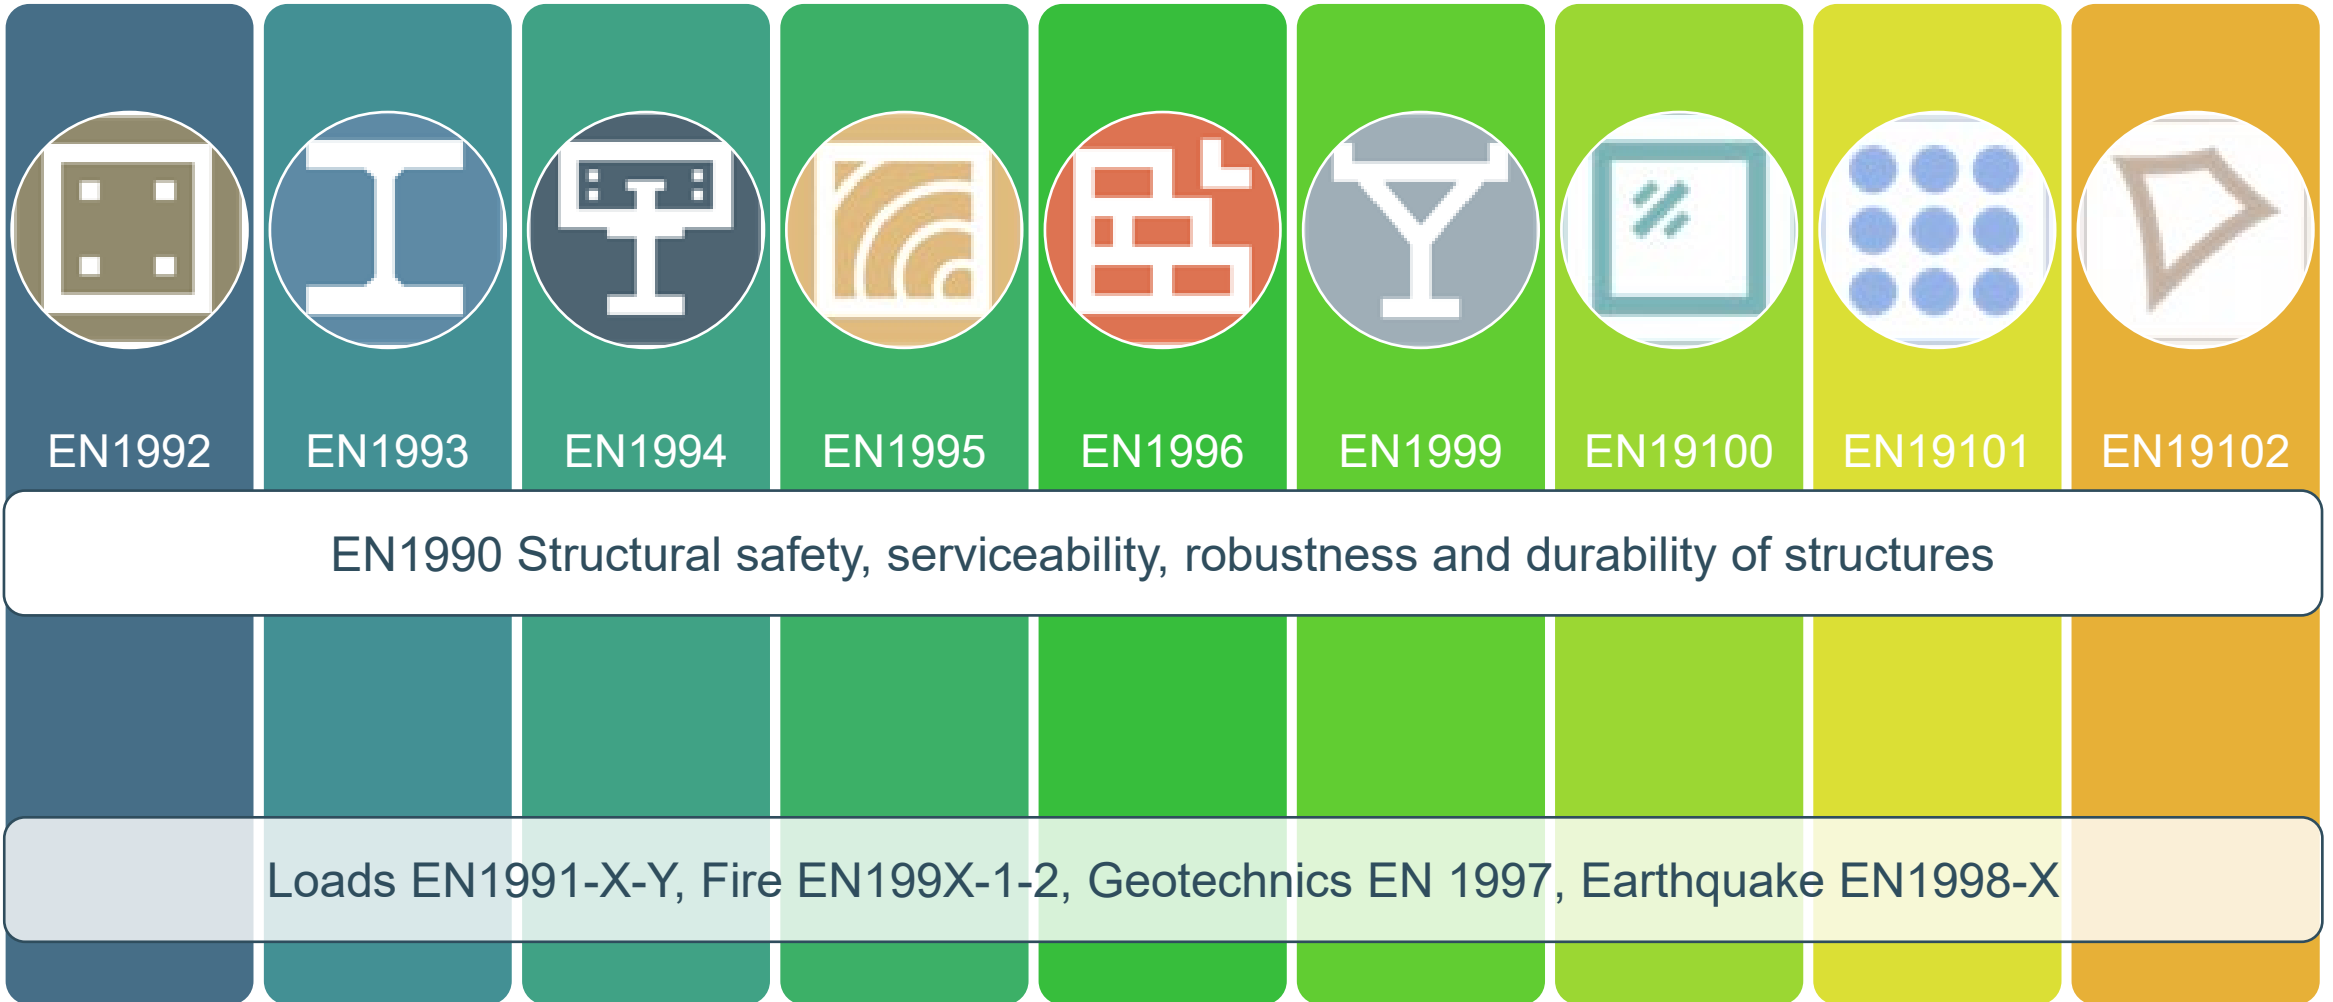 EN1992
EN1993
EN1994
EN1995
EN1996
EN1999
EN19100
EN19101
EN19102
EN1990 Structural safety, serviceability, robustness and durability of structures
Loads EN1991-X-Y, Fire EN199X-1-2, Geotechnics EN 1997, Earthquake EN1998-X